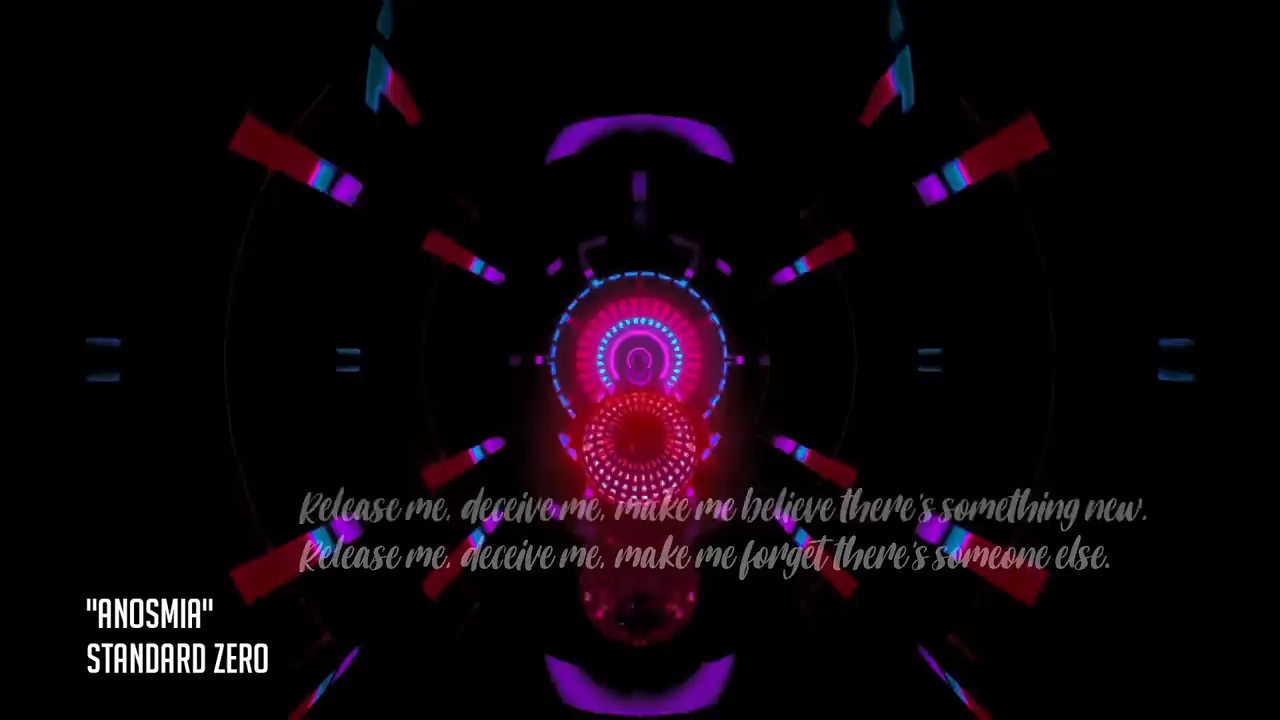 Release me, deceive me, make me believe there's something new.
Release me, deceive me, make me forget there's someone else.
"ANOSMIA"
STANDARD ZERO